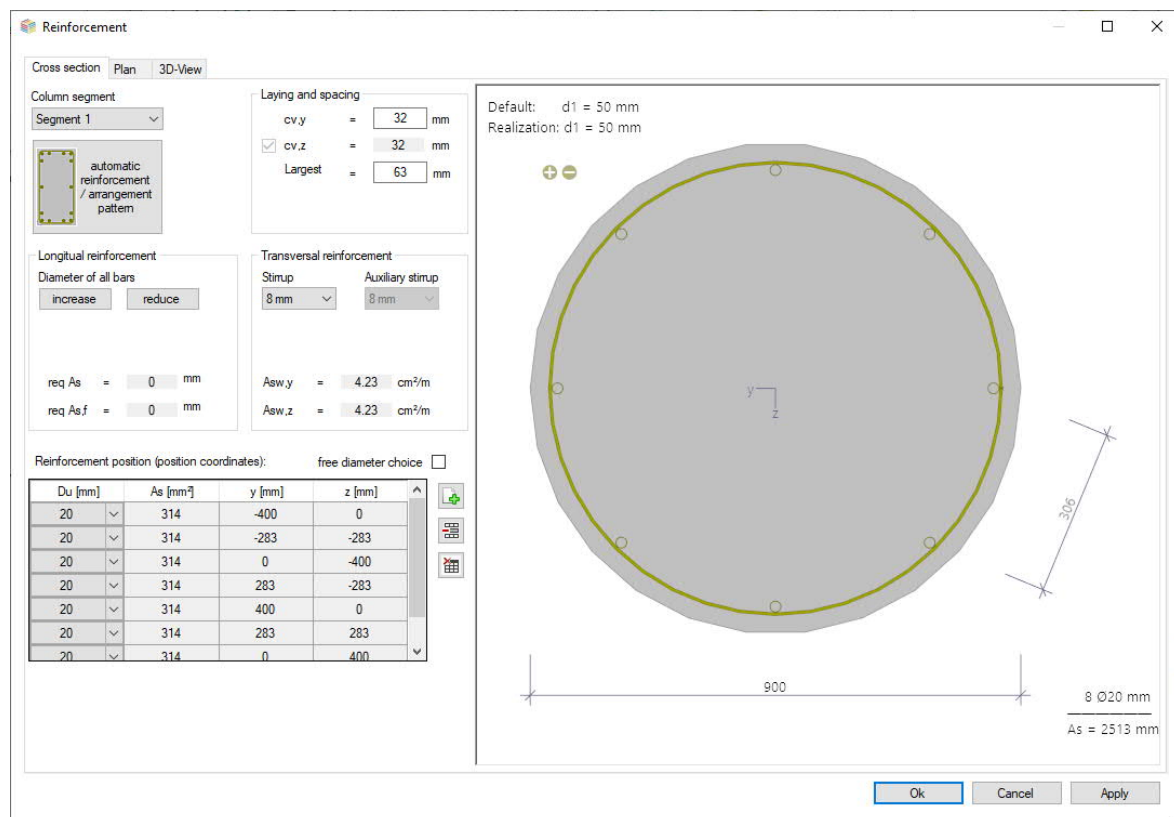 Reinforcement
Cross section Plan 3D-View
Column segment
Segment 1
automatic
reinforcement
/ arrangement
pattern
Laying and spacing
cv,y = 32 mm
cv,z = 32 mm
Largest = 63 mm
Longitual reinforcement
Diameter of all bars
increase reduce
req As = 0 mm
req As,f = 0 mm
Transversal reinforcement
Stirrup Auxiliary stirrup
8 mm 8 mm
Asw,y = 4.23 cm²/m
Asw,z = 4.23 cm²/m
Reinforcement position (position coordinates): free diameter choice
Du [mm] As [mm²] y [mm] z [mm]
20 314 -400 0
20 314 -283 -283
20 314 0 -400
20 314 283 -283
20 314 400 0
20 314 283 283
20 314 0 400
Default: d1 = 50 mm
Realization: d1 = 50 mm
y
z
306
900
8 Ø20 mm
As = 2513 mm
Ok Cancel Apply